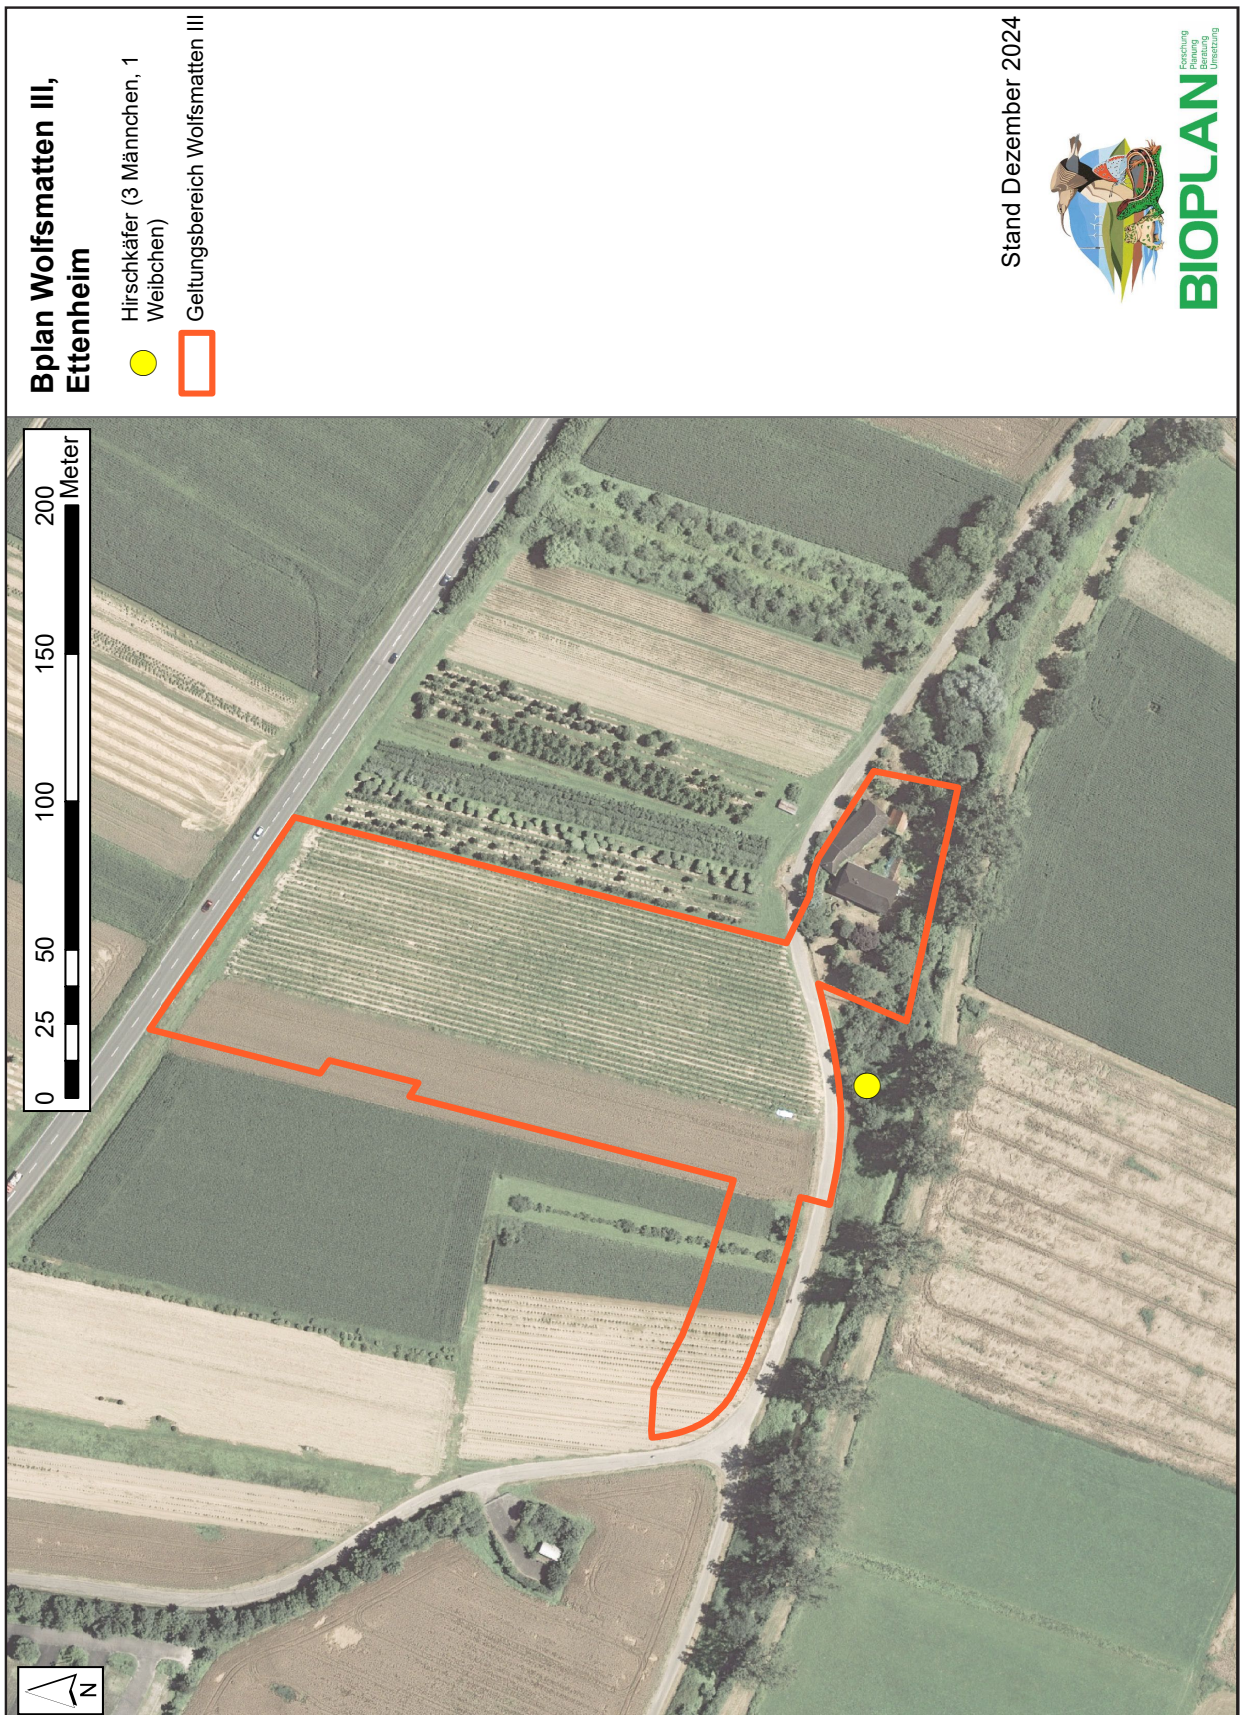 Bplan Wolfsmatten III,
Ettenheim
Hirschkäfer (3 Männchen, 1
Weibchen)
Geltungsbereich Wolfsmatten III
Stand Dezember 2024
BIOPLAN
Forschung
Planung
Beratung
Umsetzung
0 25 50 100 150 200
Meter
N